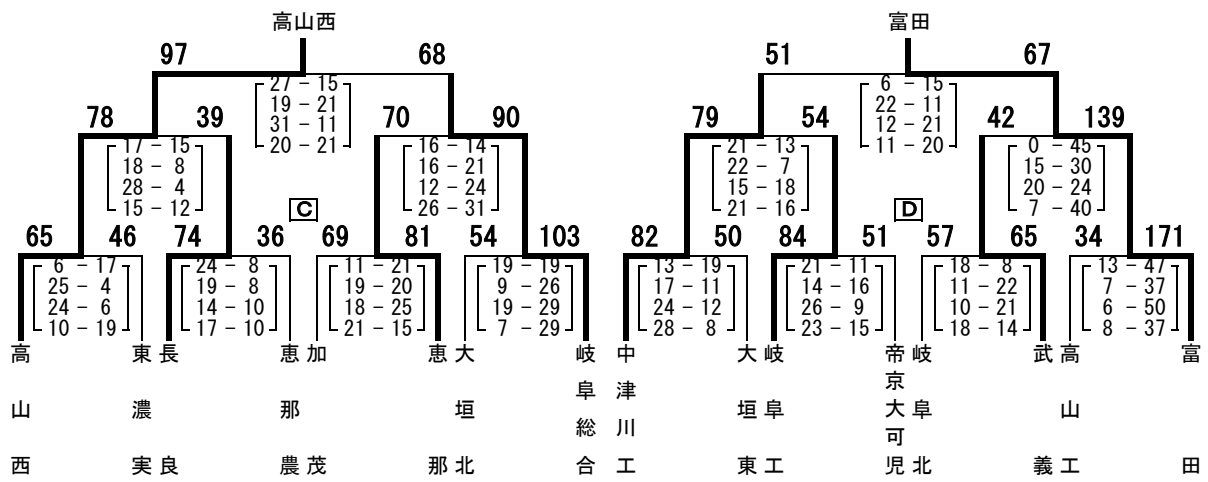 高山西 富田
97 68 51 67
27 - 15 6 - 15
19 - 21 22 - 11
31 - 11 12 - 21
20 - 21 11 - 20
78 39 70 90 79 54 42 139
17 - 15 16 - 14 21 - 13 0 - 45
18 - 8 16 - 21 22 - 7 15 - 30
28 - 4 12 - 24 15 - 18 20 - 24
15 - 12 26 - 31 21 - 16 7 - 40
C D
65 46 74 36 69 81 54 103 82 50 84 51 57 65 34 171
6 - 17 24 - 8 11 - 21 19 - 19 13 - 19 21 - 11 18 - 8 13 - 47
25 - 4 19 - 8 19 - 20 9 - 26 17 - 11 14 - 16 11 - 22 7 - 37
24 - 6 14 - 10 18 - 25 19 - 29 24 - 12 26 - 9 10 - 21 6 - 50
10 - 19 17 - 10 21 - 15 7 - 29 28 - 8 23 - 15 18 - 14 8 - 37
高山西
東濃実
長良
恵那農
加茂
恵那
大垣北
岐阜総合
中津川工
大垣東
岐阜工
帝京大可児
岐阜北
武義
高山工
富田